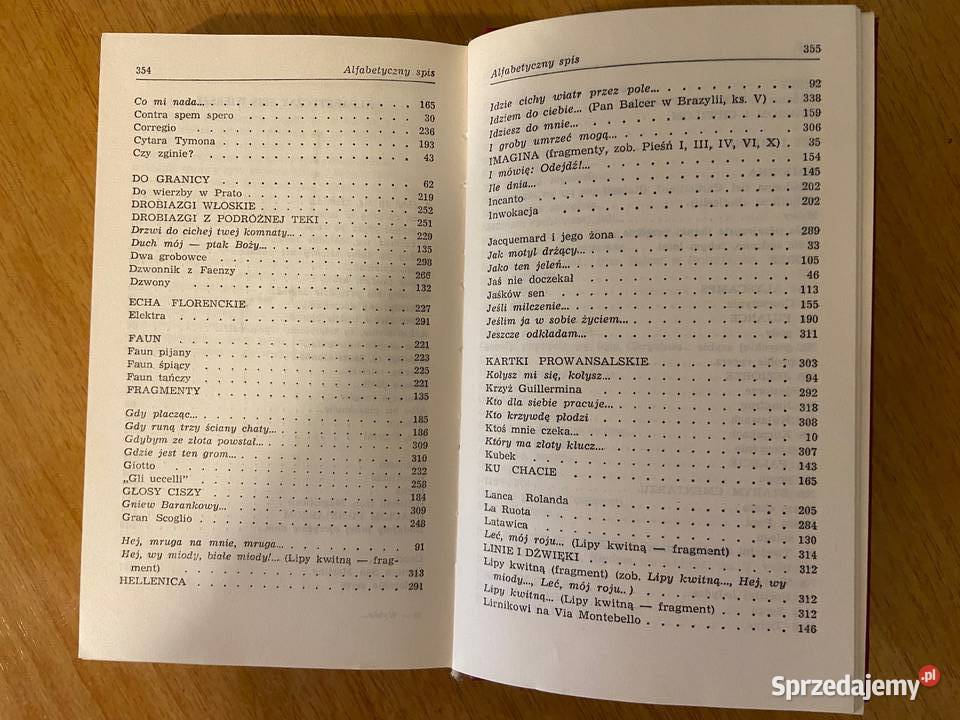 354 Alfabetyczny spis
Co mi nada... . . . . . . . . . . 165
Contra spem spero . . . . . . . . 30
Corregio . . . . . . . . . . . 236
Cytara Tymona . . . . . . . . . 193
Czy zginie? . . . . . . . . . . 43
DO GRANICY . . . . . . . . . . 62
Do wierzby w Prato . . . . . . . . 219
DROBIAZGI WŁOSKIE . . . . . . . 252
DROBIAZGI Z PODRÓŻNEJ TEKI . . . . 251
Drzwi do cichej twej komnaty... . . . . . 229
Duch mój — ptak Boży... . . . . . . . 135
Dwa grobowce . . . . . . . . . . 298
Dzwonnik z Faenzy . . . . . . . . 266
Dzwony . . . . . . . . . . . . 132
ECHA FLORENCKIE . . . . . . . . 227
Elektra . . . . . . . . . . . . 291
FAUN . . . . . . . . . . . . 221
Faun pijany . . . . . . . . . . 223
Faun śpiący . . . . . . . . . . 225
Faun tańczy . . . . . . . . . . 221
FRAGMENTY . . . . . . . . . . 135
Gdy płacząc... . . . . . . . . . . 185
Gdy runą trzy ściany chaty... . . . . . . 186
Gdybym ze złota powstał... . . . . . . . 309
Gdzie jest ten grom... . . . . . . . . 310
Giotto . . . . . . . . . . . . 232
„Gli uccelli” . . . . . . . . . . 258
GŁOSY CISZY . . . . . . . . . . 184
Gniew Barankowy... . . . . . . . . . 309
Gran Scoglio . . . . . . . . . . 248
Hej, mruga na mnie, mruga... . . . . . . 91
Hej, wy miody, białe miody!... (Lipy kwitną — frag-
ment) . . . . . . . . . . . . 313
HELLENICA . . . . . . . . . . . 291
Alfabetyczny spis 355
Idzie cichy wiatr przez pole... . . . . . . 92
Idziem do ciebie... (Pan Balcer w Brazylii, ks. V) . . 338
Idziesz do mnie... . . . . . . . . . . 159
I groby umrzeć mogą... . . . . . . . . 306
IMAGINA (fragmenty, zob. Pieśń I, III, IV, VI, X) . 35
I mówię: Odejdź!... . . . . . . . . . 154
Ile dnia... . . . . . . . . . . . 145
Incanto . . . . . . . . . . . . 202
Inwokacja . . . . . . . . . . . 202
Jacquemard i jego żona . . . . . . . . 289
Jak motyl drżący... . . . . . . . . . 33
Jako ten jeleń... . . . . . . . . . . 105
Jaś nie doczekał . . . . . . . . . . 46
Jaśków sen . . . . . . . . . . . 113
Jeśli milczenie... . . . . . . . . . . 155
Jeślim ja w sobie życiem... . . . . . . . 190
Jeszcze odkładam... . . . . . . . . . 311
KARTKI PROWANSALSKIE . . . . . . . 303
Kołysz mi się, kołysz... . . . . . . . . 94
Krzyż Guillermina . . . . . . . . . 292
Kto dla siebie pracuje... . . . . . . . . 318
Kto krzywdę płodzi . . . . . . . . . 308
Ktoś mnie czeka... . . . . . . . . . 10
Który ma złoty klucz... . . . . . . . . 307
Kubek . . . . . . . . . . . . 143
KU CHACIE . . . . . . . . . . . 165
Lanca Rolanda . . . . . . . . . . 205
La Ruota . . . . . . . . . . . . 284
Latawica . . . . . . . . . . . . 130
Leć, mój roju... (Lipy kwitną — fragment) . . . 314
LINIE I DŹWIĘKI . . . . . . . . . 312
Lipy kwitną (fragment) (zob. Lipy kwitną..., Hej, wy
miody..., Leć, mój roju..) . . . . . . . 312
Lipy kwitną... (Lipy kwitną — fragment) . . . . 312
Lirnikowi na Via Montebello . . . . . . 146
Sprzedajemy.pl